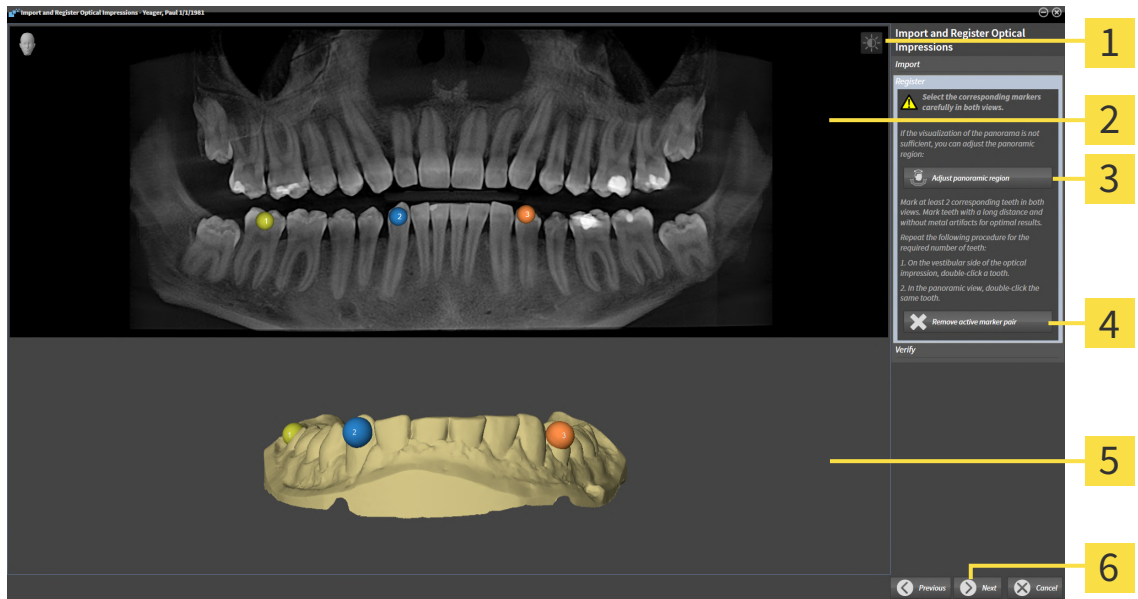 Import and Register Optical Impressions - Yeager, Paul 1/1/1981
Import and Register Optical
Impressions
Import
Register
Select the corresponding markers
carefully in both views.
If the visualization of the panorama is not
sufficient, you can adjust the panoramic
region:
Adjust panoramic region
Mark at least 2 corresponding teeth in both
views. Mark teeth with a long distance and
without metal artifacts for optimal results.
Repeat the following procedure for the
required number of teeth:
1. On the vestibular side of the optical
impression, double-click a tooth.
2. In the panoramic view, double-click the
same tooth.
Remove active marker pair
Verify
1
2
3
1
2
3
Previous
Next
Cancel
1
2
3
4
5
6